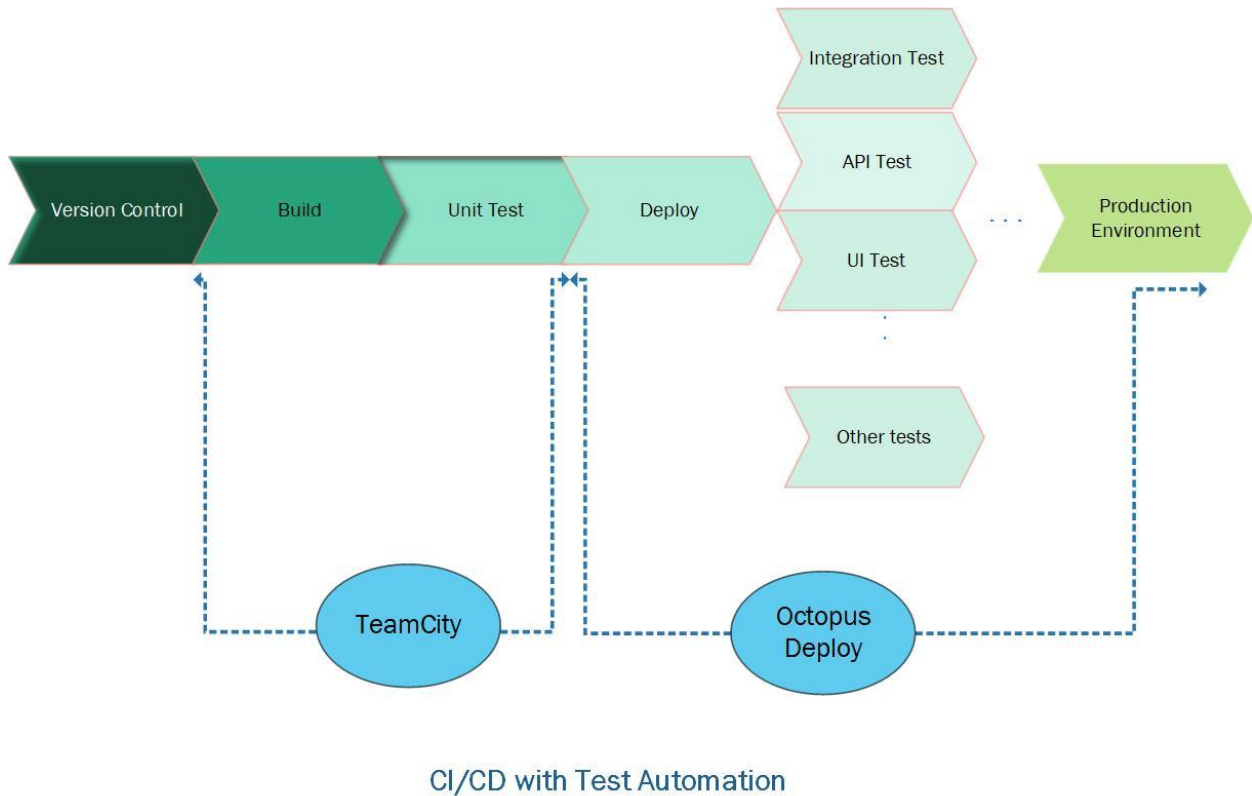 Integration Test
API Test
Version Control
Build
Unit Test
Deploy
UI Test
Production
Environment
Other tests
TeamCity
Octopus
Deploy
CI/CD with Test Automation